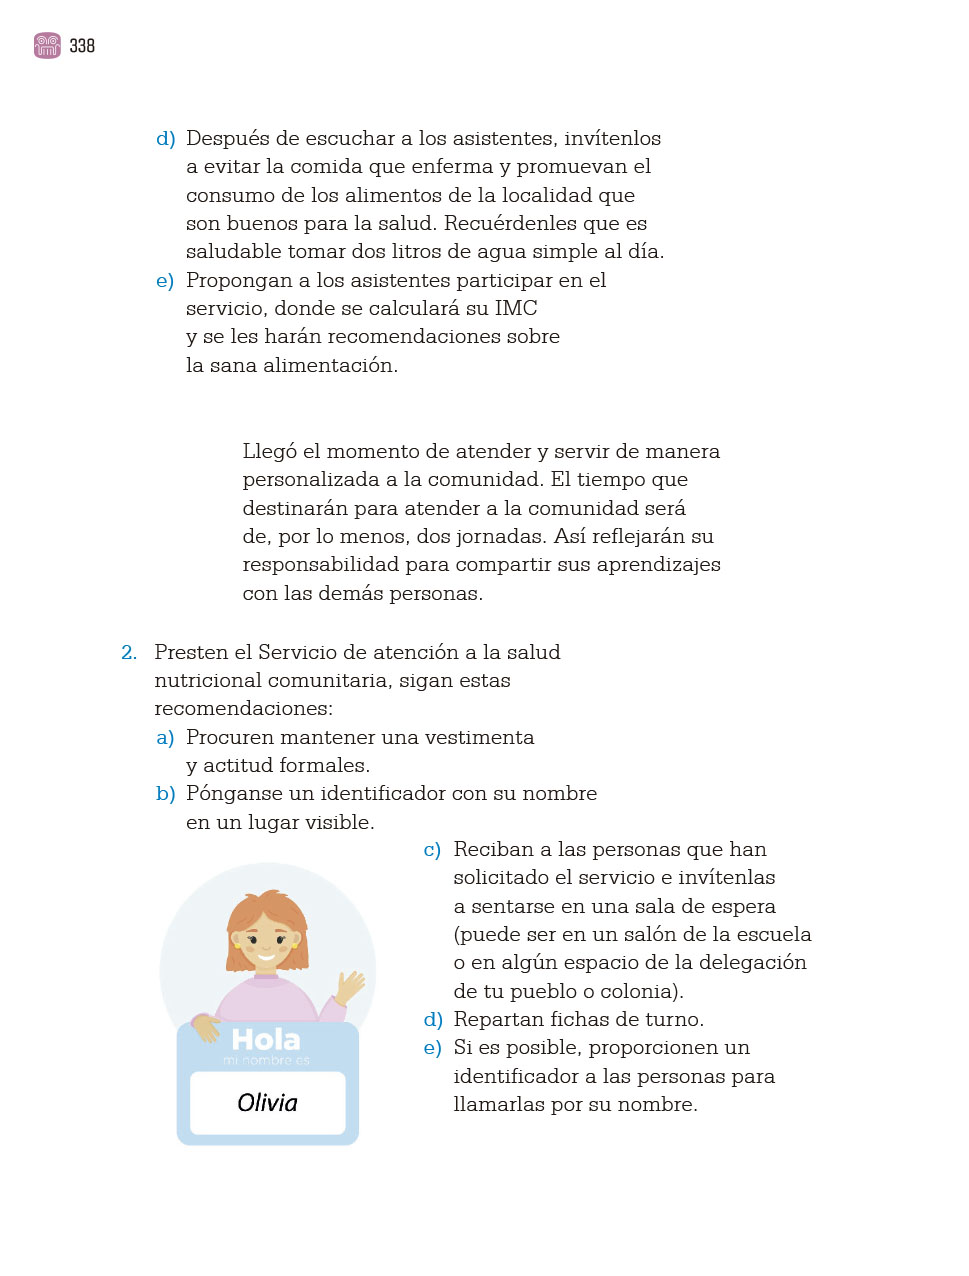 338
d) Después de escuchar a los asistentes, invítenlos
a evitar la comida que enferma y promuevan el
consumo de los alimentos de la localidad que
son buenos para la salud. Recuérdenles que es
saludable tomar dos litros de agua simple al día.
e) Propongan a los asistentes participar en el
servicio, donde se calculará su IMC
y se les harán recomendaciones sobre
la sana alimentación.
Llegó el momento de atender y servir de manera
personalizada a la comunidad. El tiempo que
destinarán para atender a la comunidad será
de, por lo menos, dos jornadas. Así reflejarán su
responsabilidad para compartir sus aprendizajes
con las demás personas.
2. Presten el Servicio de atención a la salud
nutricional comunitaria, sigan estas
recomendaciones:
a) Procuren mantener una vestimenta
y actitud formales.
b) Pónganse un identificador con su nombre
en un lugar visible.
c) Reciban a las personas que han
solicitado el servicio e invítenlas
a sentarse en una sala de espera
(puede ser en un salón de la escuela
o en algún espacio de la delegación
de tu pueblo o colonia).
d) Repartan fichas de turno.
e) Si es posible, proporcionen un
identificador a las personas para
llamarlas por su nombre.
Hola
mi nombre es
Olivia